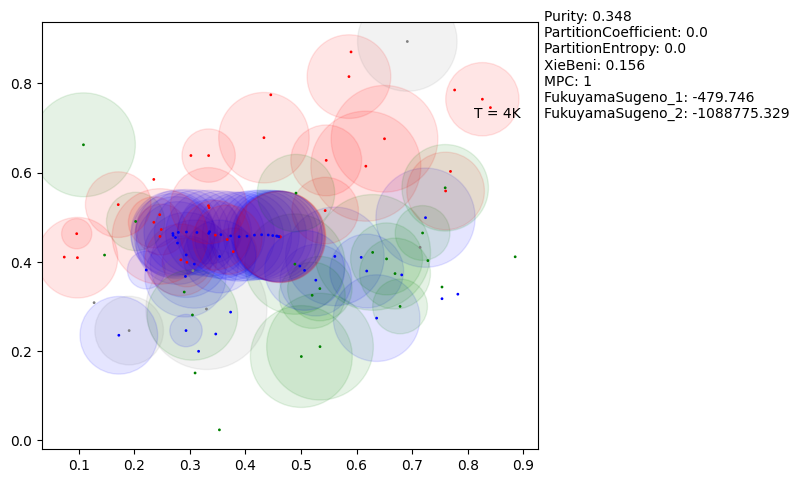 Purity: 0.348
PartitionCoefficient: 0.0
PartitionEntropy: 0.0
XieBeni: 0.156
MPC: 1
FukuyamaSugeno_1: -479.746
FukuyamaSugeno_2: -1088775.329
T = 4K
0.8
0.6
0.4
0.2
0.0
0.1 0.2 0.3 0.4 0.5 0.6 0.7 0.8 0.9